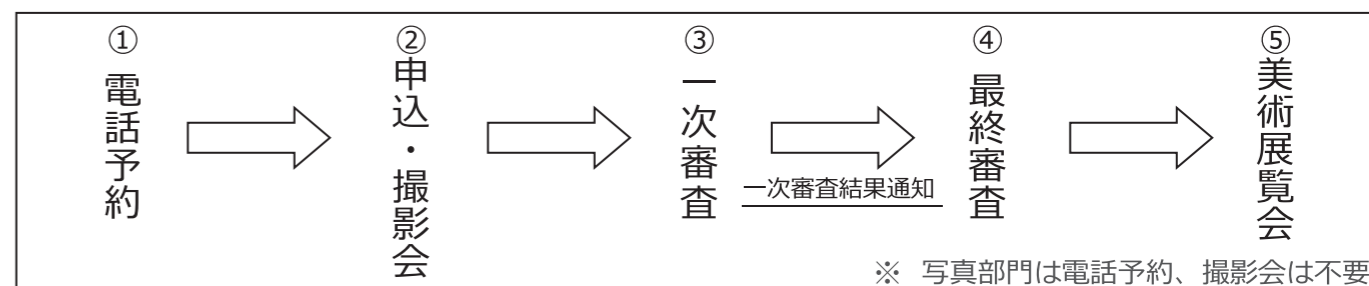 ①
電話予約
②
申込・撮影会
③
一次審査
一次審査結果通知
④
最終審査
⑤
美術展覧会
※ 写真部門は電話予約、撮影会は不要